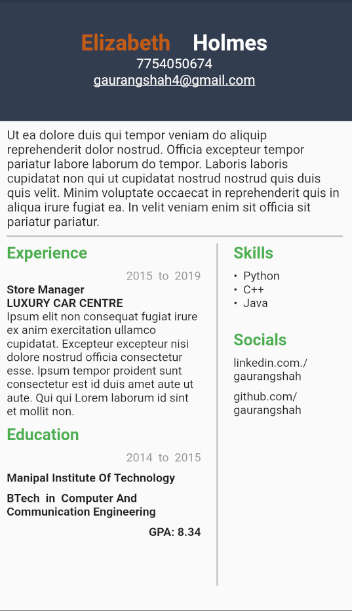 Elizabeth Holmes
7754050674
gaurangshah4@gmail.com
Ut ea dolore duis qui tempor veniam do aliquip
reprehenderit dolor nostrud. Officia excepteur tempor
pariatur labore laborum do tempor. Laboris laboris
cupidatat non qui ut cupidatat nostrud nostrud quis duis
quis velit. Minim voluptate occaecat in reprehenderit quis in
aliqua irure fugiat ea. In velit veniam enim sit officia sit
pariatur pariatur.
Experience
2015 to 2019
Store Manager
LUXURY CAR CENTRE
Ipsum elit non consequat fugiat irure
ex anim exercitation ullamco
cupidatat. Excepteur excepteur nisi
dolore nostrud officia consectetur
esse. Ipsum tempor proident sunt
consectetur est id duis amet aute ut
aute. Qui qui Lorem laborum id sint
et mollit non.
Education
2014 to 2015
Manipal Institute Of Technology
BTech in Computer And
Communication Engineering
GPA: 8.34
Skills
• Python
• C++
• Java
Socials
linkedin.com./
gaurangshah
github.com/
gaurangshah